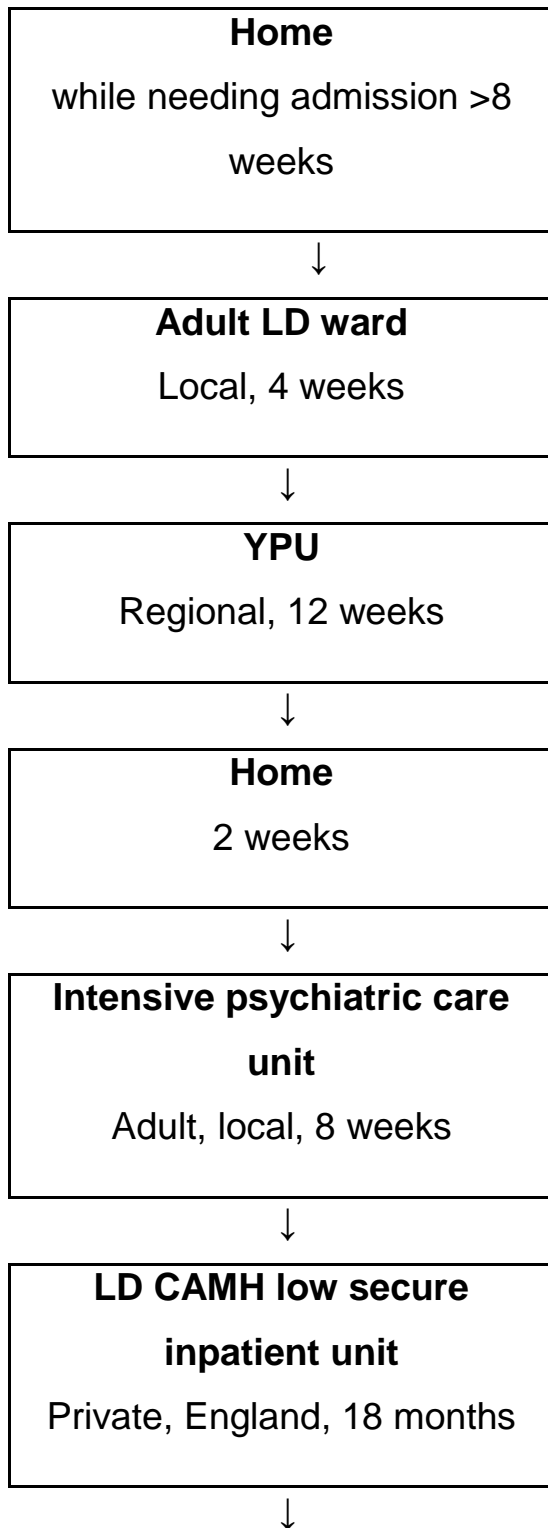 Home
while needing admission >8
weeks
↓
Adult LD ward
Local, 4 weeks
↓
YPU
Regional, 12 weeks
↓
Home
2 weeks
↓
Intensive psychiatric care
unit
Adult, local, 8 weeks
↓
LD CAMH low secure
inpatient unit
Private, England, 18 months
↓